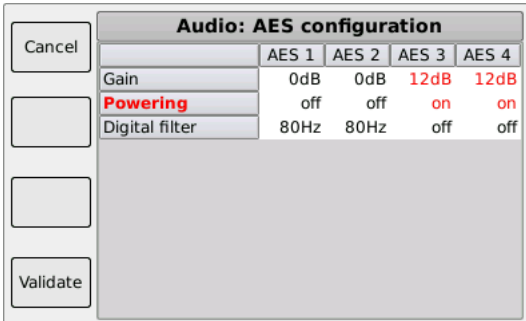 Audio: AES configuration
Cancel
AES 1 AES 2 AES 3 AES 4
Gain 0dB 0dB 12dB 12dB
Powering off off on on
Digital filter 80Hz 80Hz off off
Validate